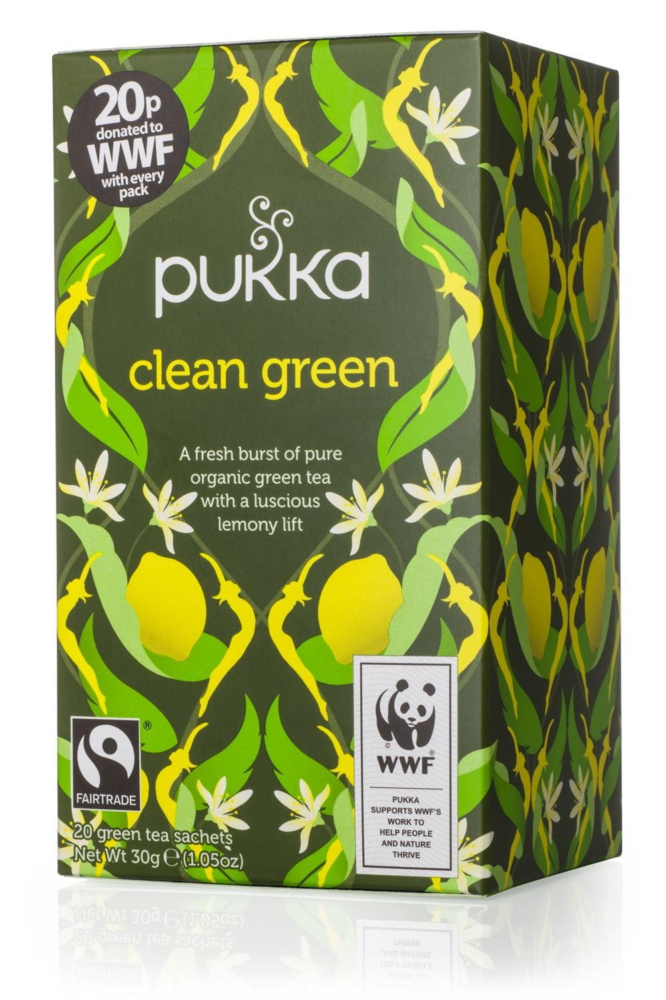 20p
donated to
WWF
with every
pack
pukka
clean green
A fresh burst of pure
organic green tea
with a luscious
lemony lift
®
FAIRTRADE
20 green tea sachets
Net Wt 30g ℮ (1.05oz)
© ®
WWF
PUKKA
SUPPORTS WWF'S
WORK TO
HELP PEOPLE
AND NATURE
THRIVE